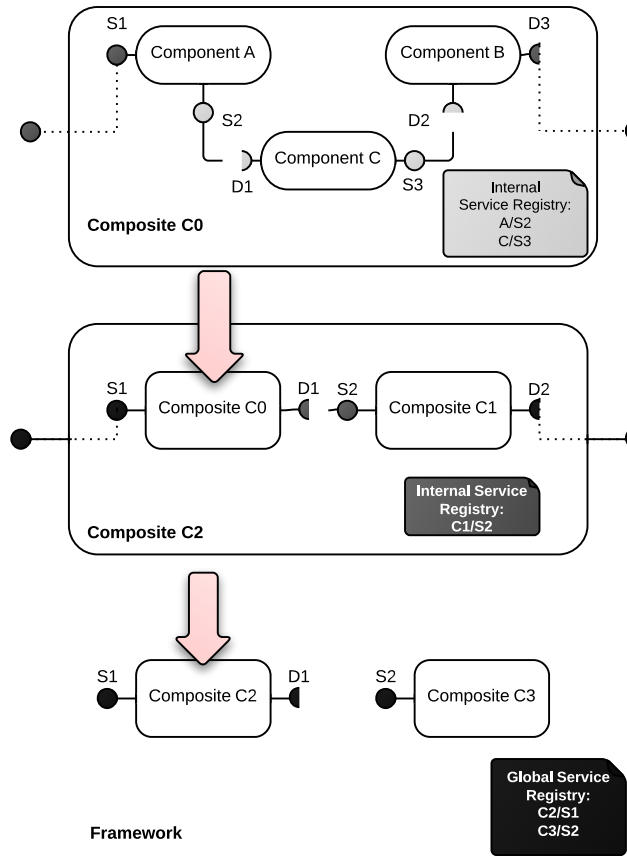 S1
Component A
Component B
D3
S2
D2
Component C
D1
S3
Internal
Service Registry:
A/S2
C/S3
Composite C0
S1
Composite C0
D1
S2
Composite C1
D2
Internal Service
Registry:
C1/S2
Composite C2
S1
Composite C2
D1
S2
Composite C3
Global Service
Registry:
C2/S1
C3/S2
Framework